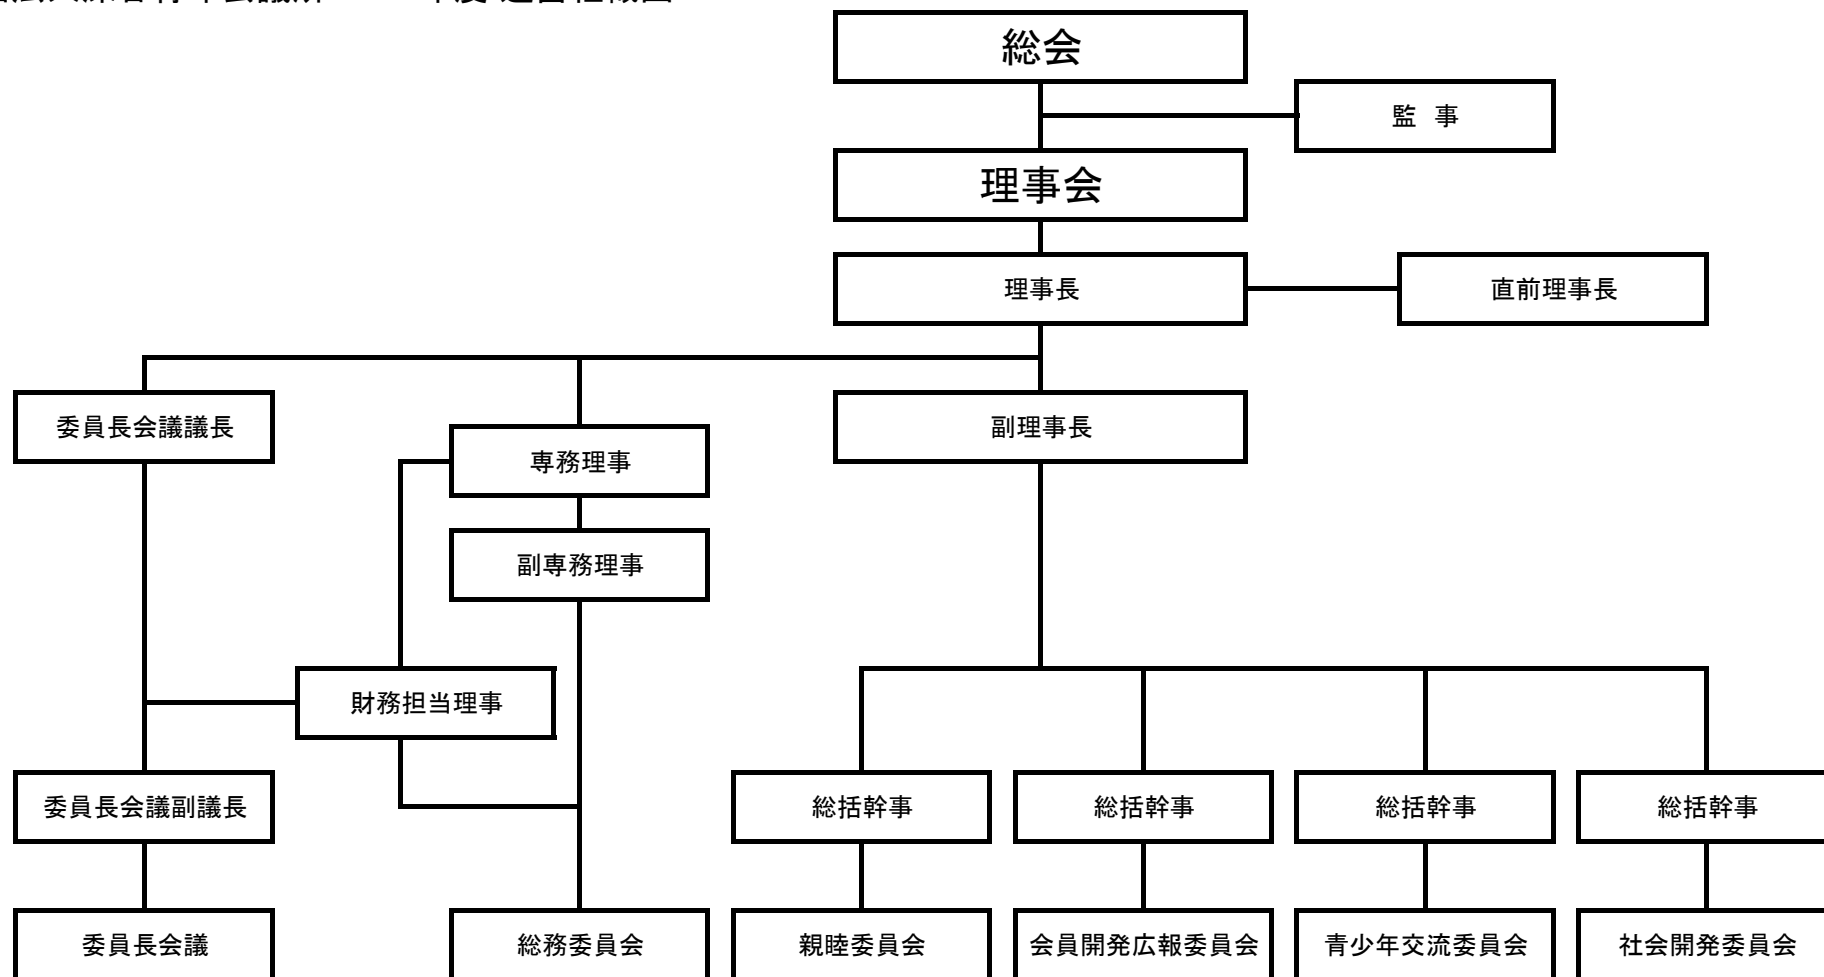 総会
監 事
理事会
理事長
直前理事長
委員長会議議長
副理事長
専務理事
副専務理事
財務担当理事
委員長会議副議長
総括幹事
総括幹事
総括幹事
総括幹事
委員長会議
総務委員会
親睦委員会
会員開発広報委員会
青少年交流委員会
社会開発委員会